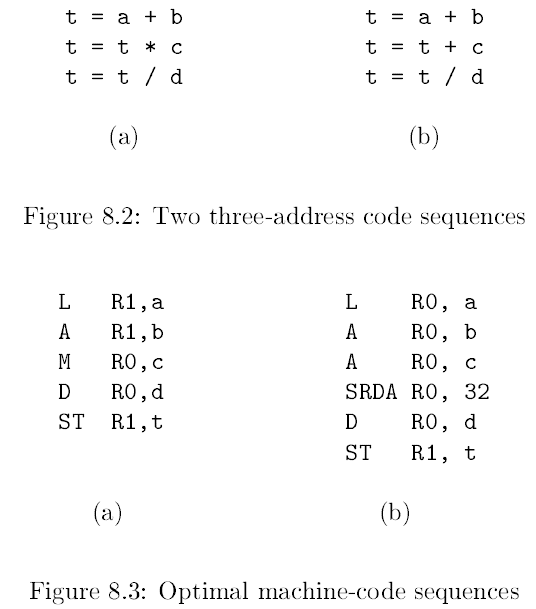 t = a + b
t = t * c
t = t / d
(a)
t = a + b
t = t + c
t = t / d
(b)
Figure 8.2: Two three-address code sequences
L R1,a
A R1,b
M R0,c
D R0,d
ST R1,t
(a)
L R0, a
A R0, b
A R0, c
SRDA R0, 32
D R0, d
ST R1, t
(b)
Figure 8.3: Optimal machine-code sequences